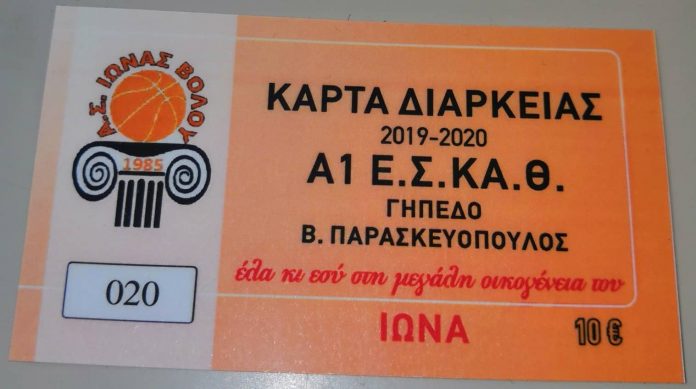 Α.Σ. ΙΩΝΑΣ ΒΟΛΟΥ
1985
020
ΚΑΡΤΑ ΔΙΑΡΚΕΙΑΣ
2019-2020
Α1 Ε.Σ.ΚΑ.Θ.
ΓΗΠΕΔΟ
Β. ΠΑΡΑΣΚΕΥΟΠΟΥΛΟΣ
έλα κι εσύ στη μεγάλη οικογένεια του
ΙΩΝΑ
10 €